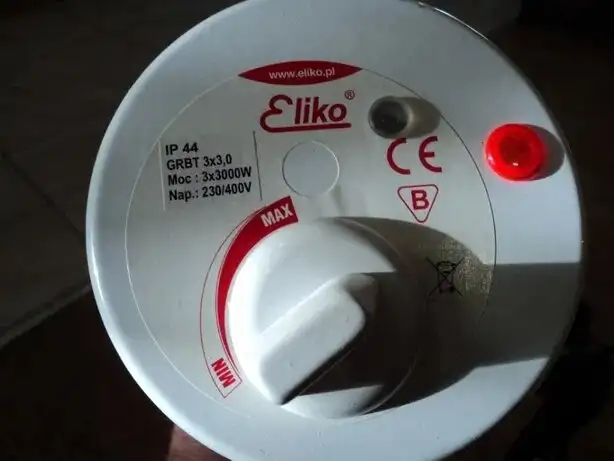 www.eliko.pl
Eliko®
IP 44
GRBT 3x3,0
Moc : 3x3000W
Nap.: 230/400V
CE
B
MAX
MIN